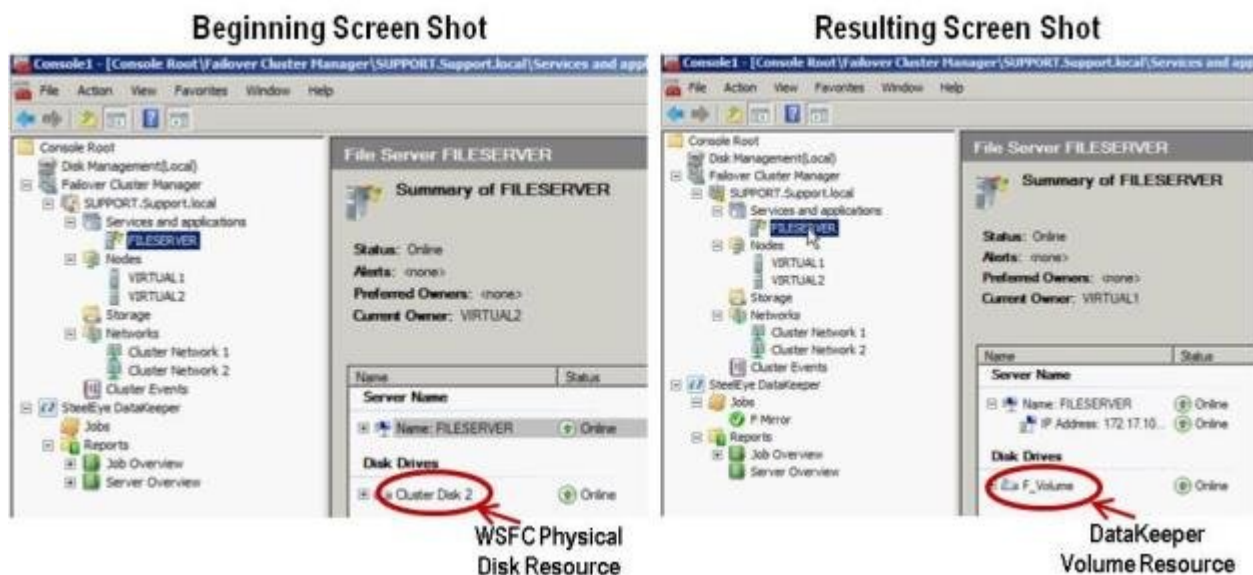 Beginning Screen Shot
Console1 - [Console Root\Failover Cluster Manager\SUPPORT.Support.local\Services and app
File Action View Favorites Window Help
Console Root
Disk Management(Local)
Failover Cluster Manager
SUPPORT.Support.local
Services and applications
FILESERVER
Nodes
VIRTUAL1
VIRTUAL2
Storage
Networks
Cluster Network 1
Cluster Network 2
Cluster Events
SteelEye DataKeeper
Jobs
Reports
Job Overview
Server Overview
File Server FILESERVER
Summary of FILESERVER
Status: Online
Alerts: <none>
Preferred Owners: <none>
Current Owner: VIRTUAL2
Name Status
Server Name
Name: FILESERVER Online
Disk Drives
Cluster Disk 2 Online
WSFC Physical
Disk Resource
Resulting Screen Shot
Console1 - [Console Root\Failover Cluster Manager\SUPPORT.Support.local\Services and app
File Action View Favorites Window Help
Console Root
Disk Management(Local)
Failover Cluster Manager
SUPPORT.Support.local
Services and applications
FILESERVER
Nodes
VIRTUAL1
VIRTUAL2
Storage
Networks
Cluster Network 1
Cluster Network 2
Cluster Events
SteelEye DataKeeper
Jobs
F Mirror
Reports
Job Overview
Server Overview
File Server FILESERVER
Summary of FILESERVER
Status: Online
Alerts: <none>
Preferred Owners: <none>
Current Owner: VIRTUAL1
Name Status
Server Name
Name: FILESERVER Online
IP Address: 172.17.10... Online
Disk Drives
F_Volume Online
DataKeeper
Volume Resource